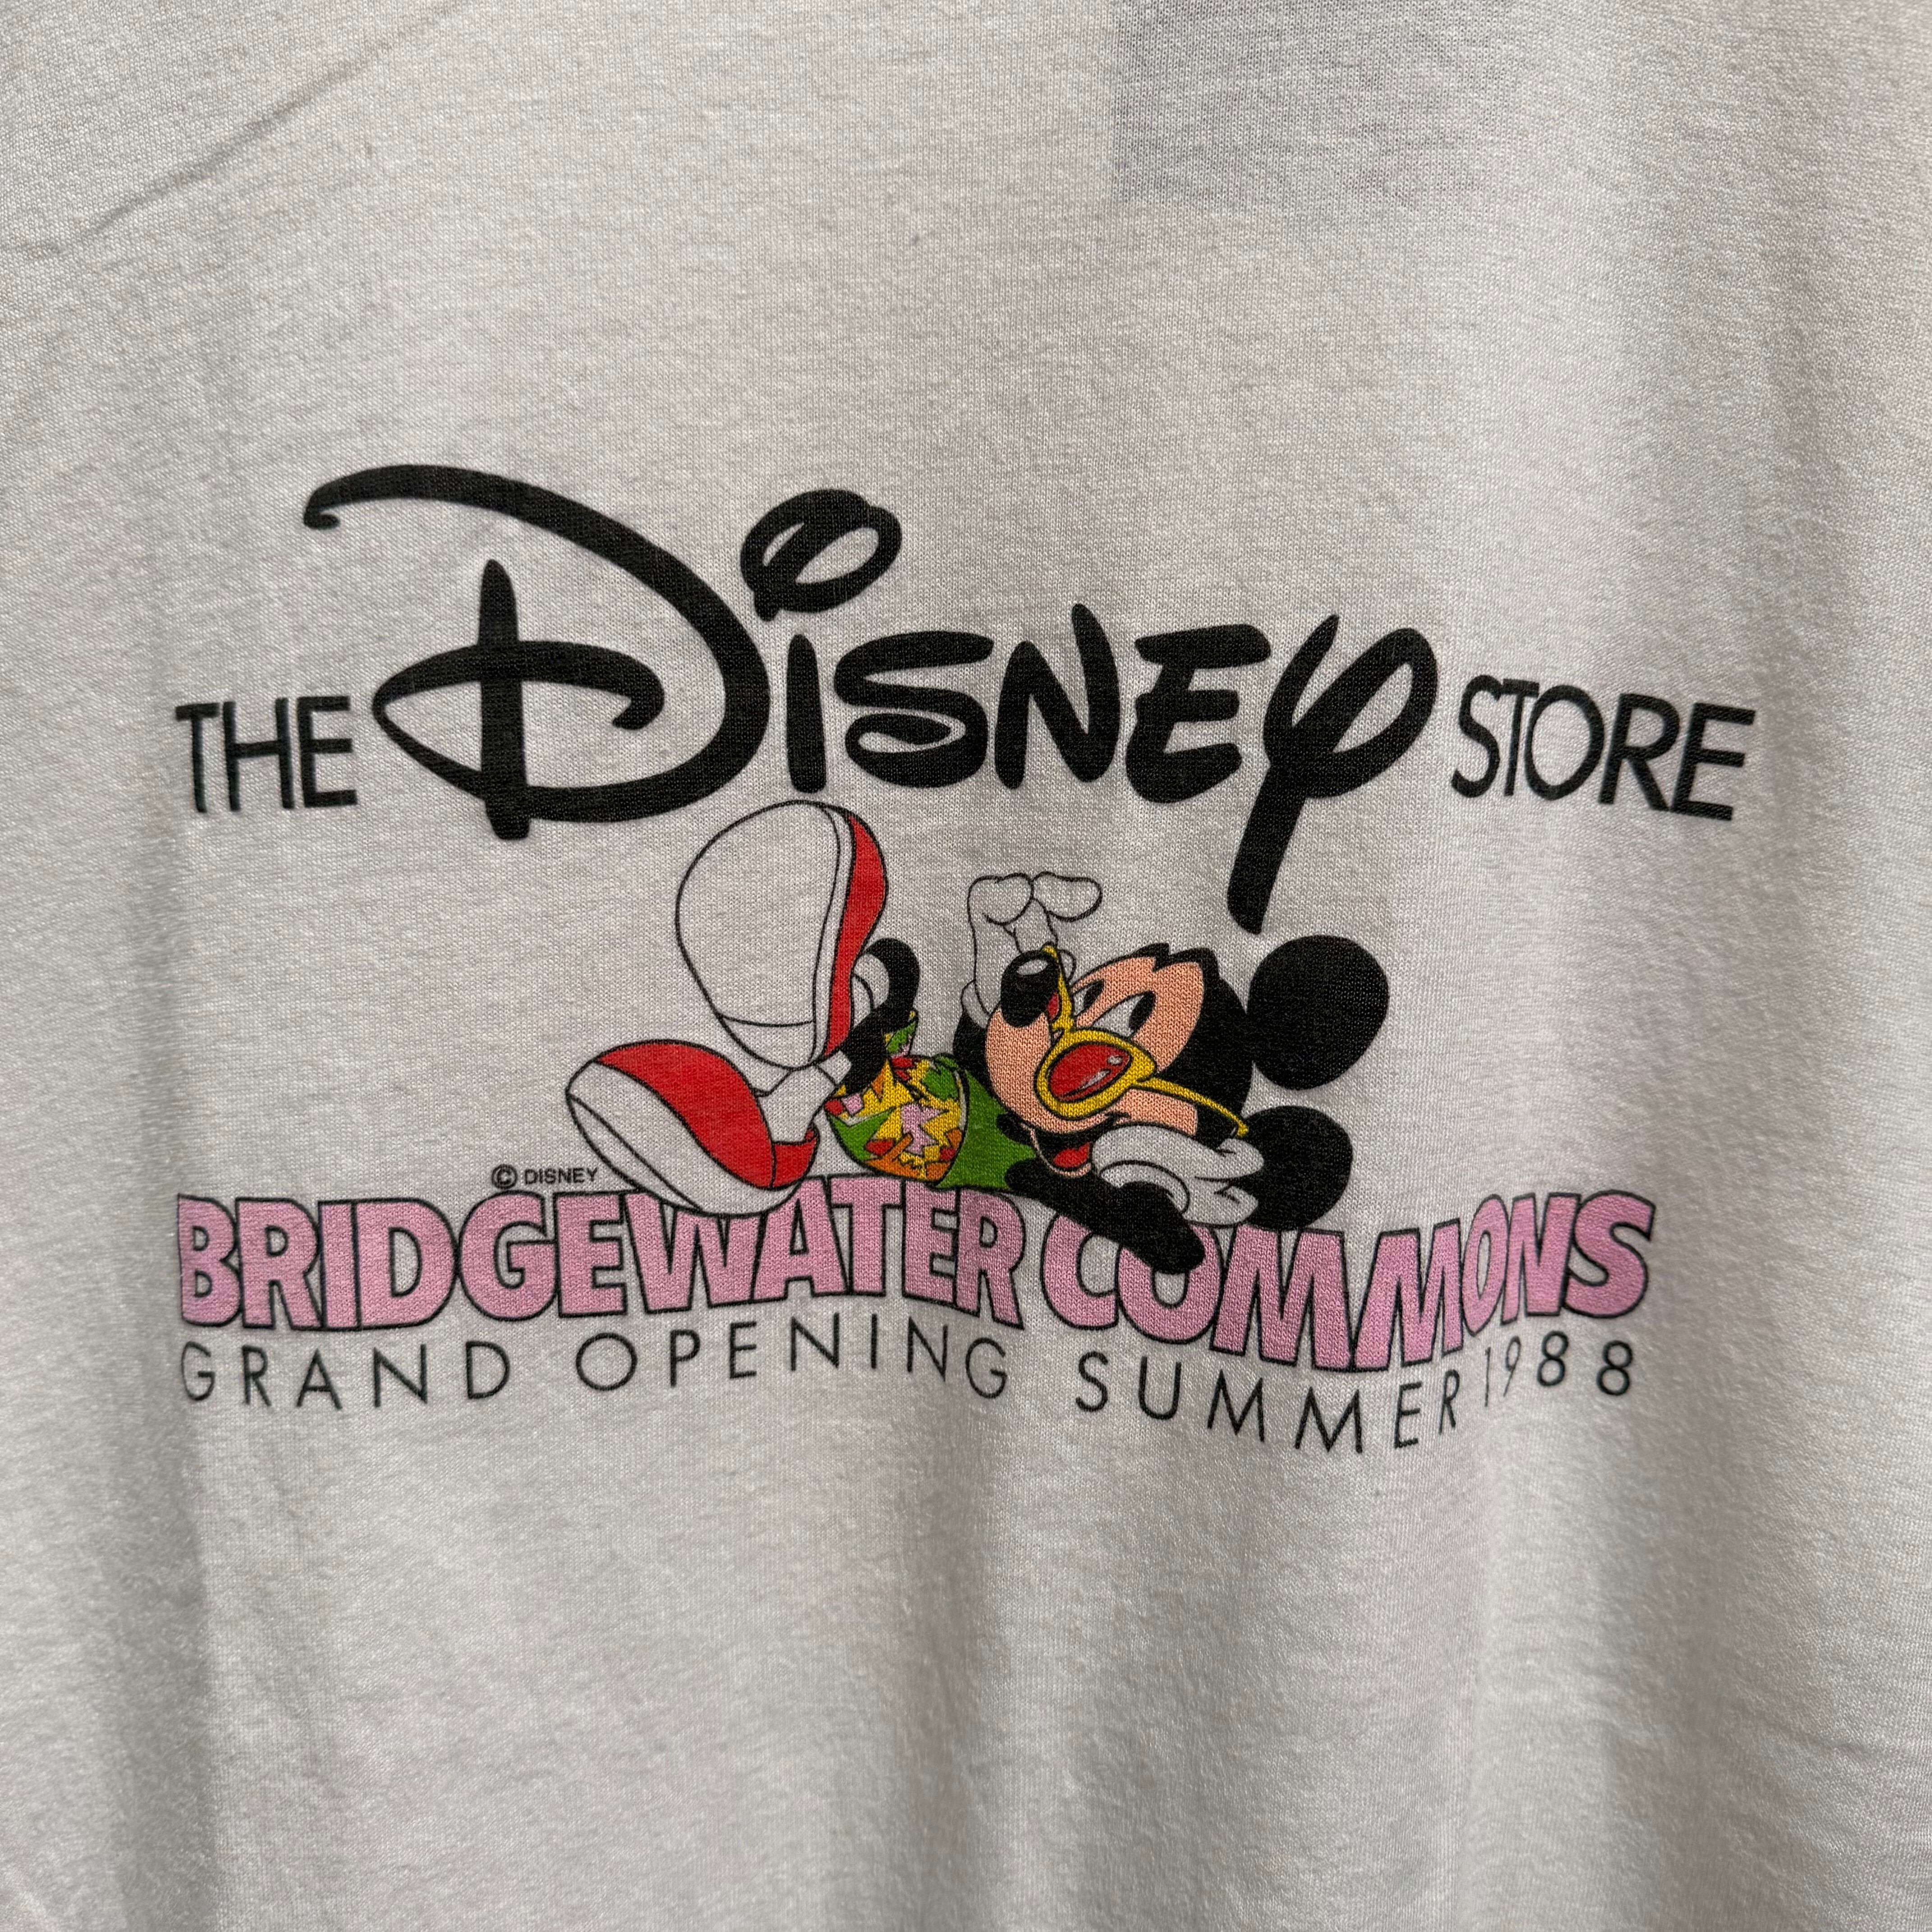 THE DISNEY STORE
© DISNEY
BRIDGEWATER COMMONS
GRAND OPENING SUMMER 1988